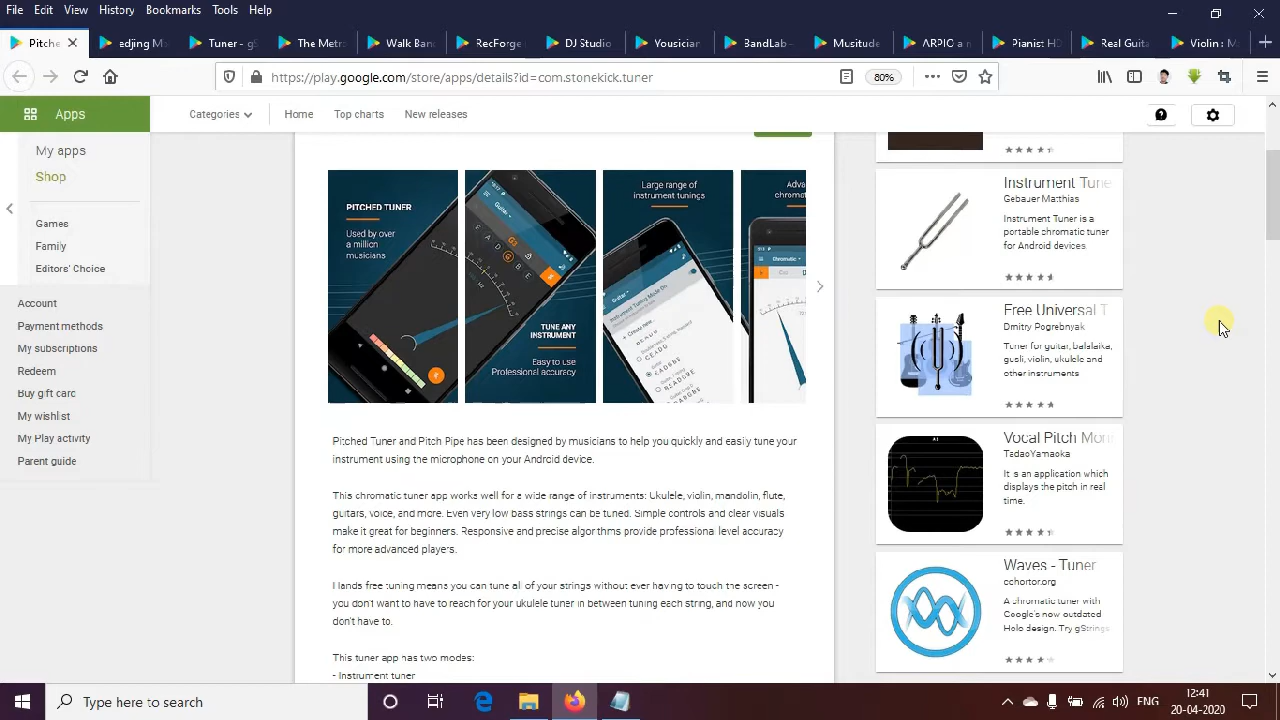 File Edit View History Bookmarks Tools Help
Pitche
edjing Mi
Tuner - gS
The Metro
Walk Ban
RecForge
DJ Studio
Yousician
BandLab –
Musitude
ARPIO a n
Pianist HD
Real Guita
Violin : M
https://play.google.com/store/apps/details?id=com.stonekick.tuner
80%
Apps
Categories Home Top charts New releases
My apps
Shop
Games
Family
Editors' Choice
Account
Payment methods
My subscriptions
Redeem
Buy gift card
My wishlist
My Play activity
Parent guide
PITCHED TUNER
Used by over
a million
musicians
Guitar
TUNE ANY
INSTRUMENT
Easy to use
Professional accuracy
Large range of
instrument tunings
Adva
chromat
Chromatic
Pitched Tuner and Pitch Pipe has been designed by musicians to help you quickly and easily tune your
instrument using the microphone on your Android device.
This chromatic tuner app works well for a wide range of instruments: Ukulele, violin, mandolin, flute,
guitars, voice, and more. Even very low bass strings can be tuned. Simple controls and clear visuals
make it great for beginners. Responsive and precise algorithms provide professional level accuracy
for more advanced players.
Hands free tuning means you can tune all of your strings without ever having to touch the screen -
you don't want to have to reach for your ukulele tuner in between tuning each string, and now you
don't have to.
This tuner app has two modes:
- Instrument tuner
Instrument Tune
Gebauer Matthias
Instrument Tuner is a
portable chromatic tuner
for Android devices.
Free Universal T
Dmitry Pogrebnyak
Tuner for guitar, balalaika,
gusli, violin, ukulele and
other instruments
A1
Vocal Pitch Mon
TadaoYamaoka
It is an application which
displays the pitch in real
time.
Waves - Tuner
cohortor.org
A chromatic tuner with
Google's now outdated
Holo design. Try gStrings
Type here to search
ENG
12:41
20-04-2020